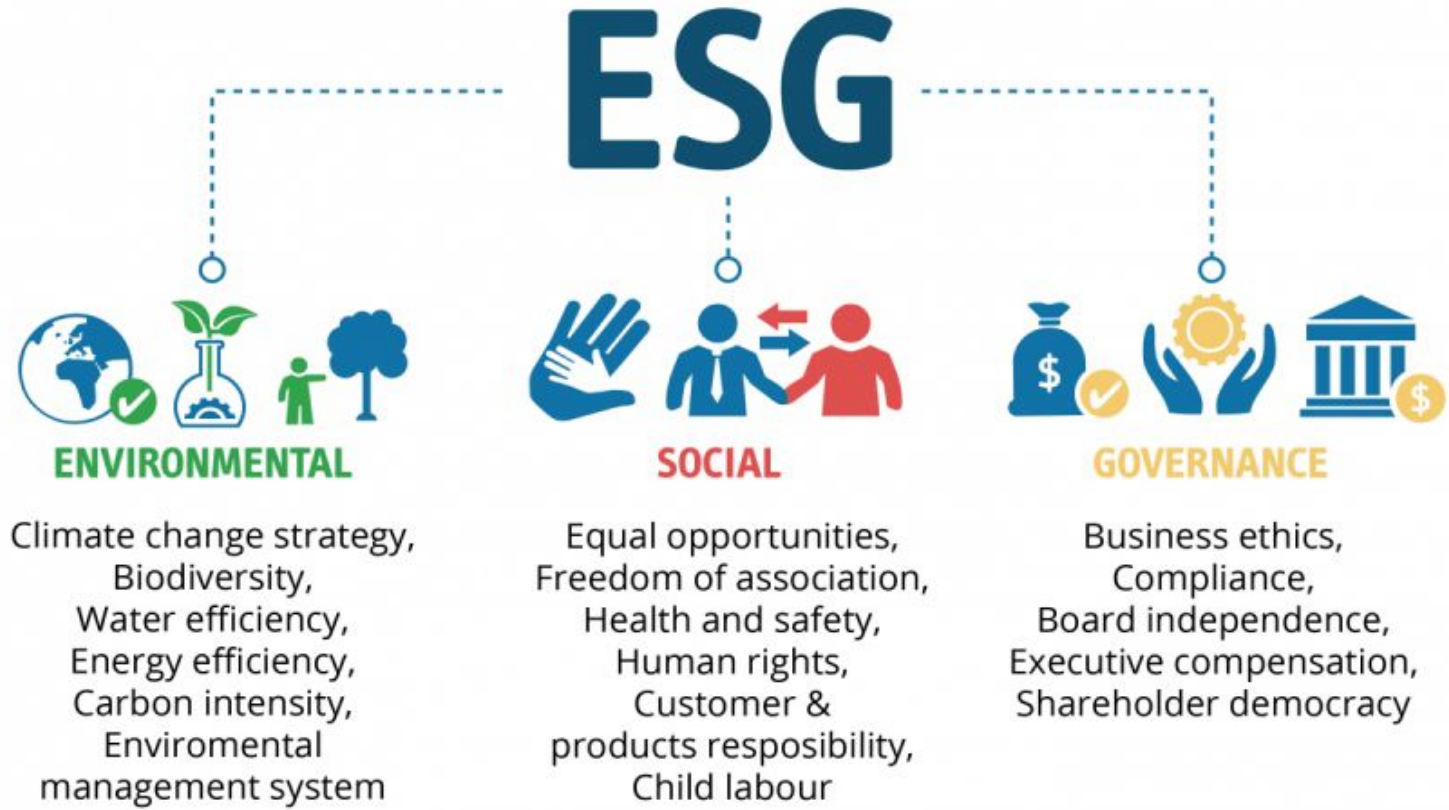 ESG
ENVIRONMENTAL
Climate change strategy,
Biodiversity,
Water efficiency,
Energy efficiency,
Carbon intensity,
Enviromental
management system
SOCIAL
Equal opportunities,
Freedom of association,
Health and safety,
Human rights,
Customer &
products resposibility,
Child labour
$
$
GOVERNANCE
Business ethics,
Compliance,
Board independence,
Executive compensation,
Shareholder democracy